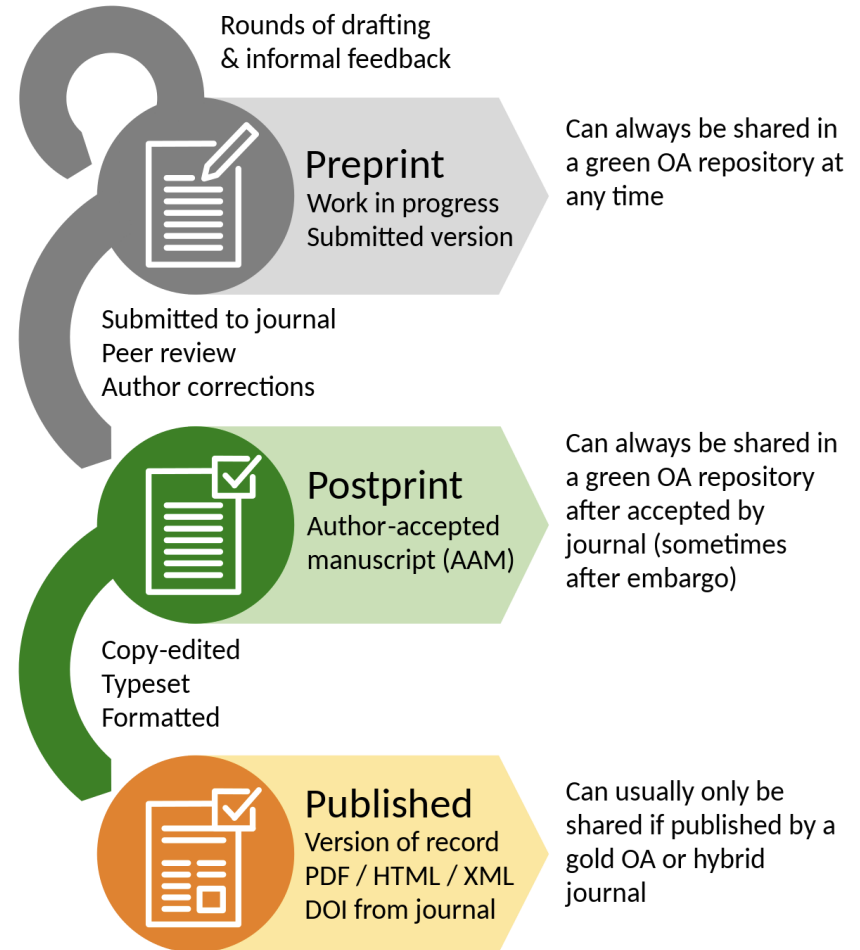 Rounds of drafting
& informal feedback
Preprint
Work in progress
Submitted version
Can always be shared in
a green OA repository at
any time
Submitted to journal
Peer review
Author corrections
Postprint
Author-accepted
manuscript (AAM)
Can always be shared in
a green OA repository
after accepted by
journal (sometimes
after embargo)
Copy-edited
Typeset
Formatted
Published
Version of record
PDF / HTML / XML
DOI from journal
Can usually only be
shared if published by a
gold OA or hybrid
journal